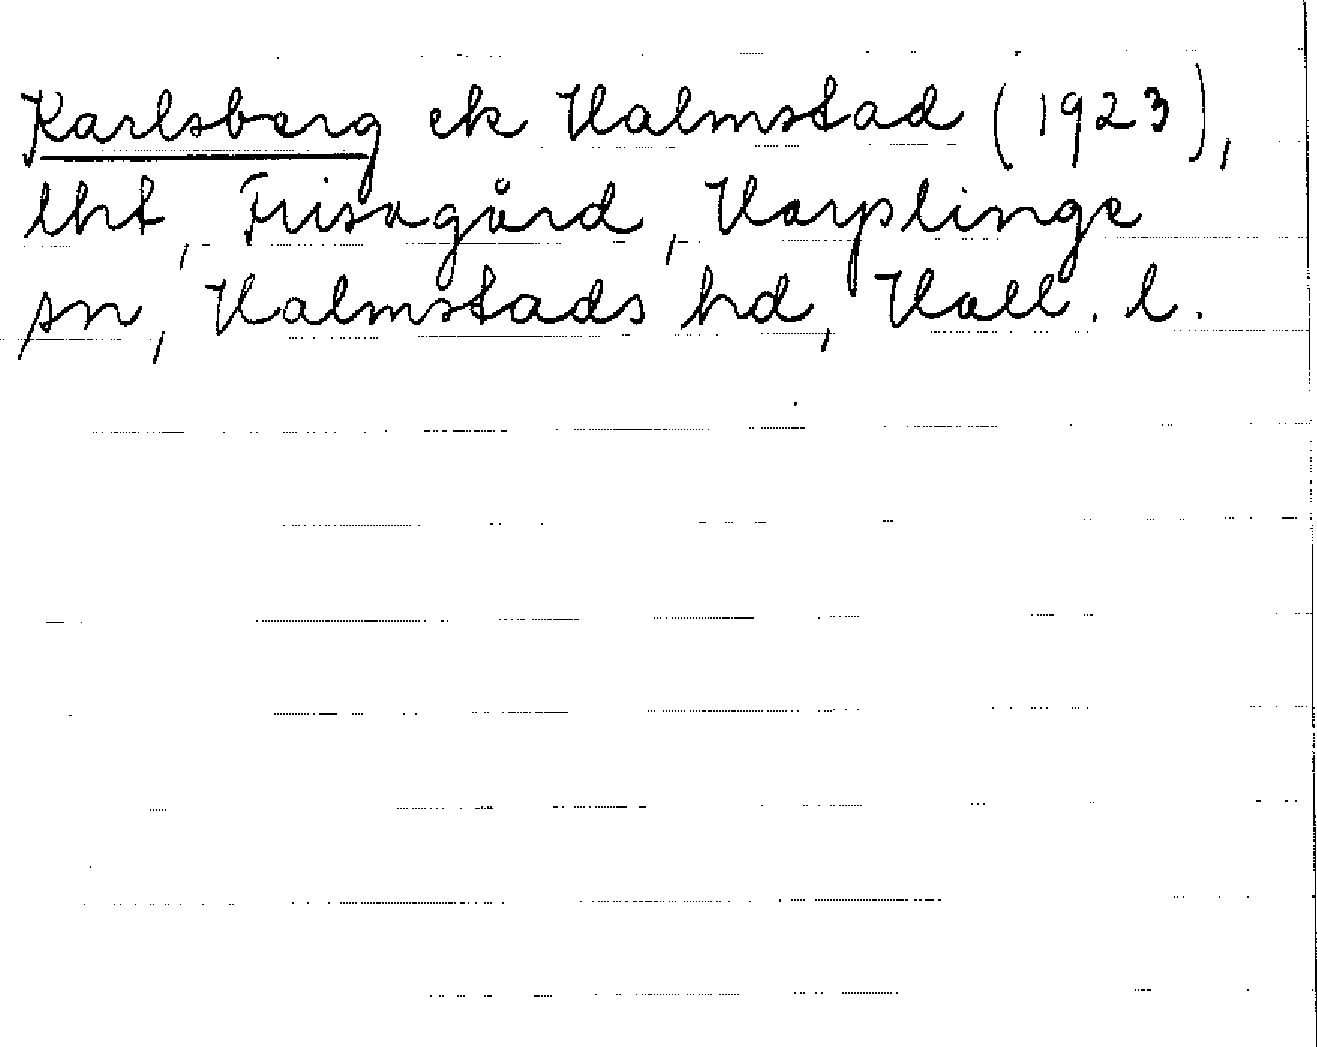 Karlsberg ek Halmstad (1923),
lht, Frisagård, Harplinge
sn, Halmstads hd, Hall. l.